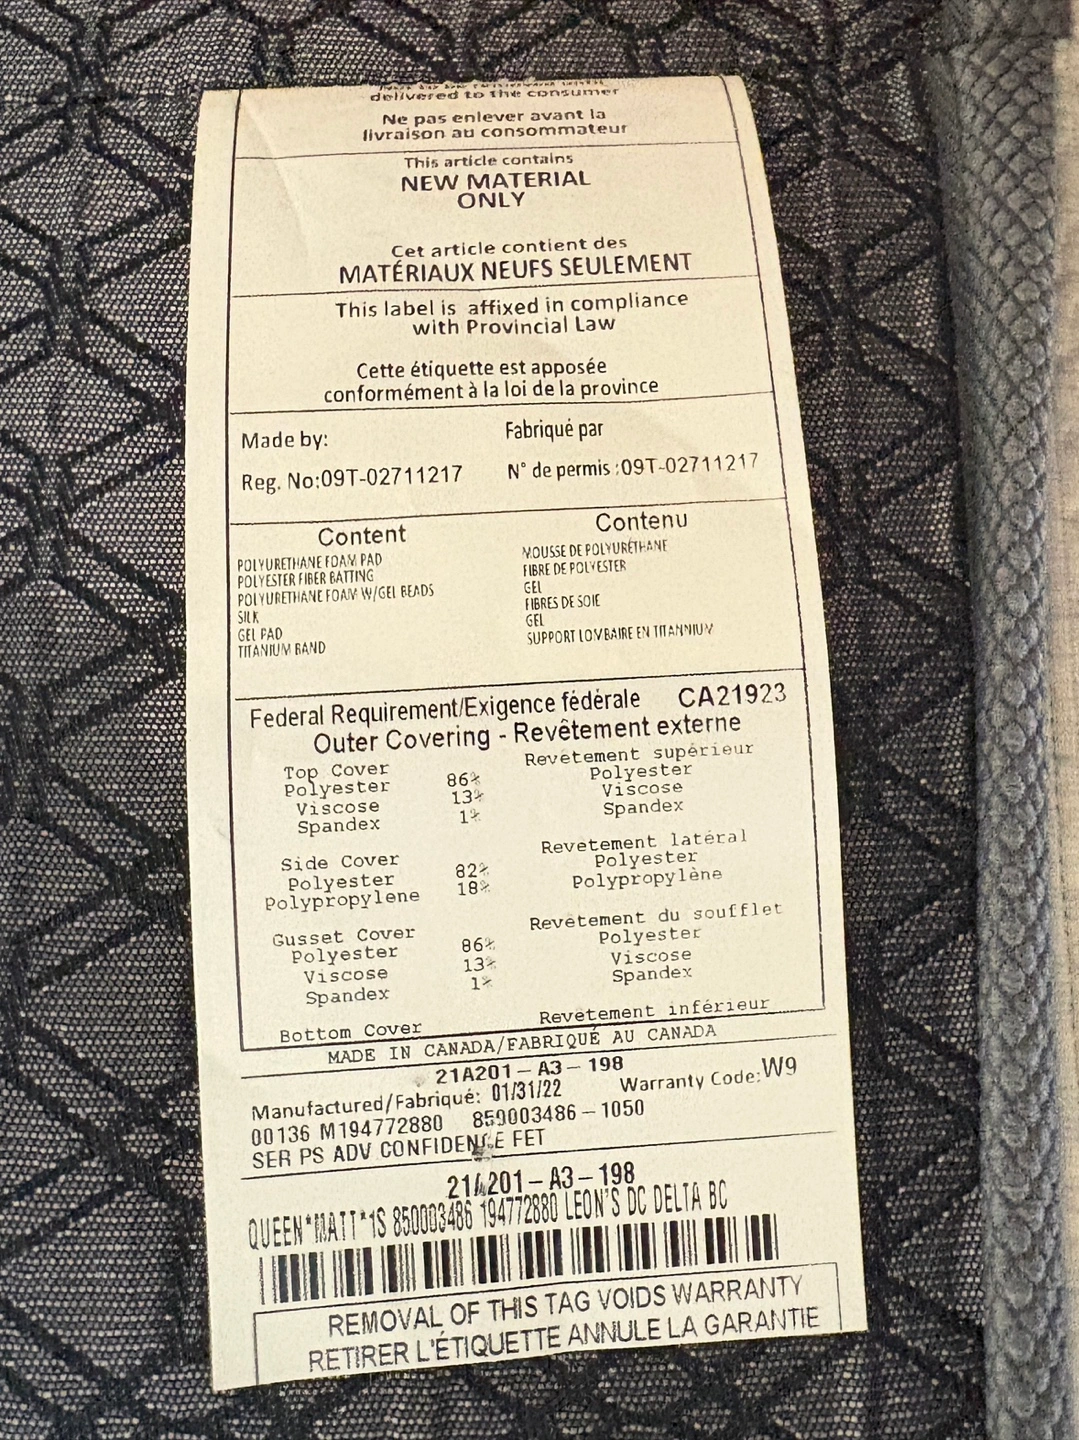 delivered to the consumer
Ne pas enlever avant la
livraison au consommateur
This article contains
NEW MATERIAL
ONLY
Cet article contient des
MATÉRIAUX NEUFS SEULEMENT
This label is affixed in compliance
with Provincial Law
Cette étiquette est apposée
conformément à la loi de la province
Made by: Fabriqué par
Reg. No:09T-02711217 N° de permis :09T-02711217
Content Contenu
POLYURETHANE FOAM PAD MOUSSE DE POLYURÉTHANE
POLYESTER FIBER BATTING FIBRE DE POLYESTER
POLYURETHANE FOAM W/GEL BEADS GEL
SILK FIBRES DE SOIE
GEL PAD GEL
TITANIUM BAND SUPPORT LOMBAIRE EN TITANNIUM
Federal Requirement/Exigence fédérale CA21923
Outer Covering - Revêtement externe
Top Cover Revêtement supérieur
Polyester 86% Polyester
Viscose 13% Viscose
Spandex 1% Spandex
Side Cover Revêtement latéral
Polyester 82% Polyester
Polypropylene 18% Polypropylène
Gusset Cover Revêtement du soufflet
Polyester 86% Polyester
Viscose 13% Viscose
Spandex 1% Spandex
Bottom Cover Revêtement inférieur
MADE IN CANADA/FABRIQUÉ AU CANADA
21A201-A3-198
Manufactured/Fabriqué: 01/31/22 Warranty Code: W9
00136 M194772880 850003486-1050
SER PS ADV CONFIDENCE FET
21A201-A3-198
QUEEN*MATT*1S 850003486 194772880 LEON'S DC DELTA BC
REMOVAL OF THIS TAG VOIDS WARRANTY
RETIRER L'ÉTIQUETTE ANNULE LA GARANTIE